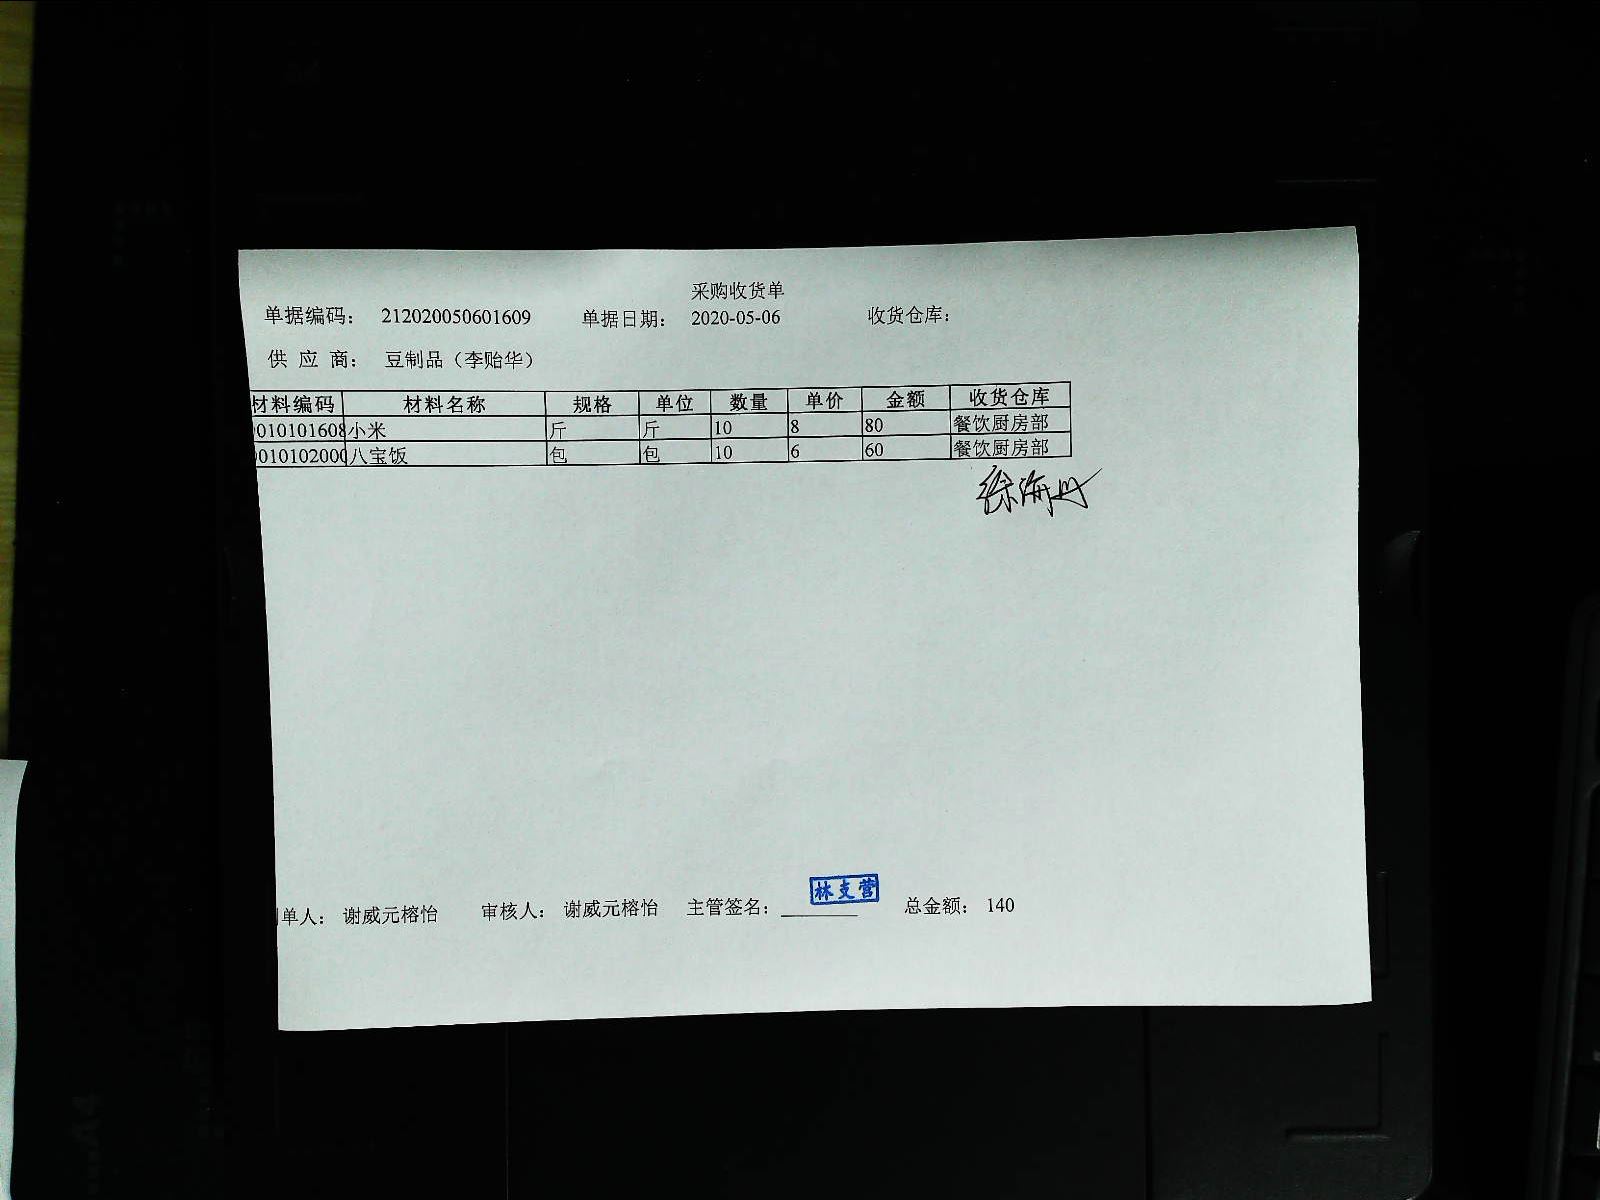 采购收货单
单据编码： 212020050601609 单据日期： 2020-05-06 收货仓库：
供 应 商： 豆制品（李贻华）
材料编码 材料名称 规格 单位 数量 单价 金额 收货仓库
010101608 小米 斤 斤 10 8 80 餐饮厨房部
010102000 八宝饭 包 包 10 6 60 餐饮厨房部
徐海丹
单人： 谢威元榕怡 审核人： 谢威元榕怡 主管签名： 林支营 总金额： 140